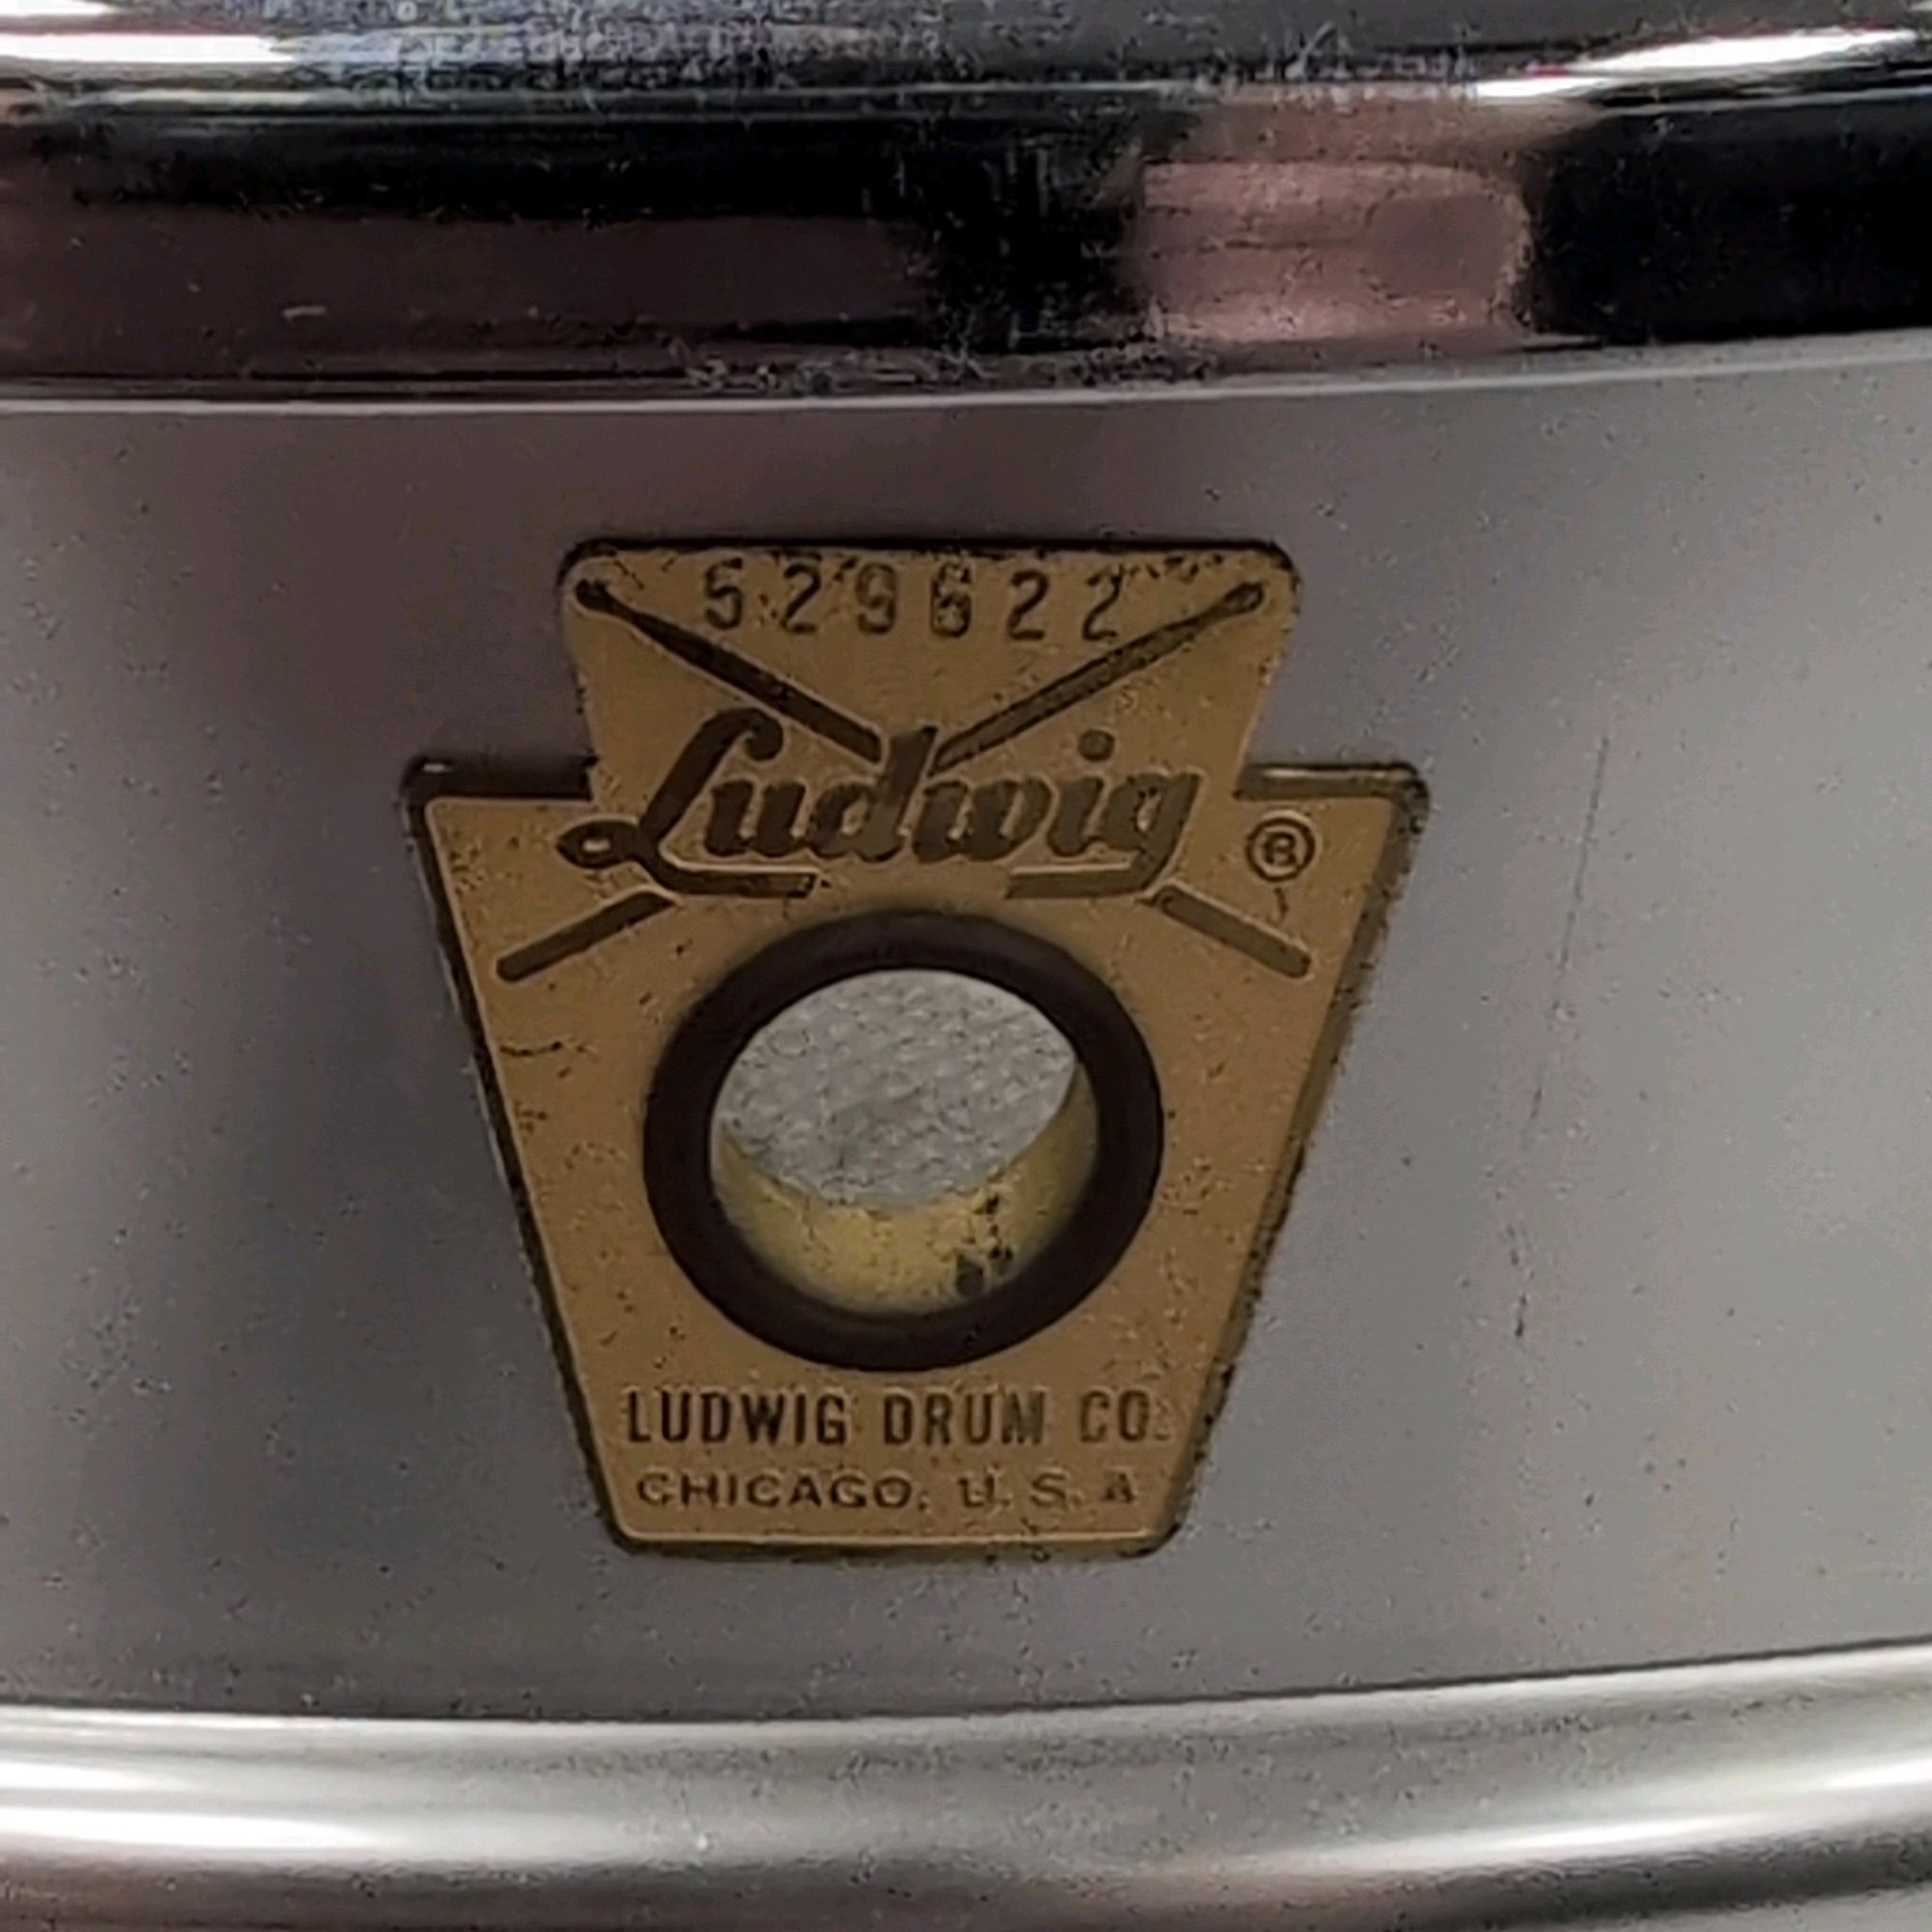 529622
Ludwig ®
LUDWIG DRUM CO.
CHICAGO, U.S.A